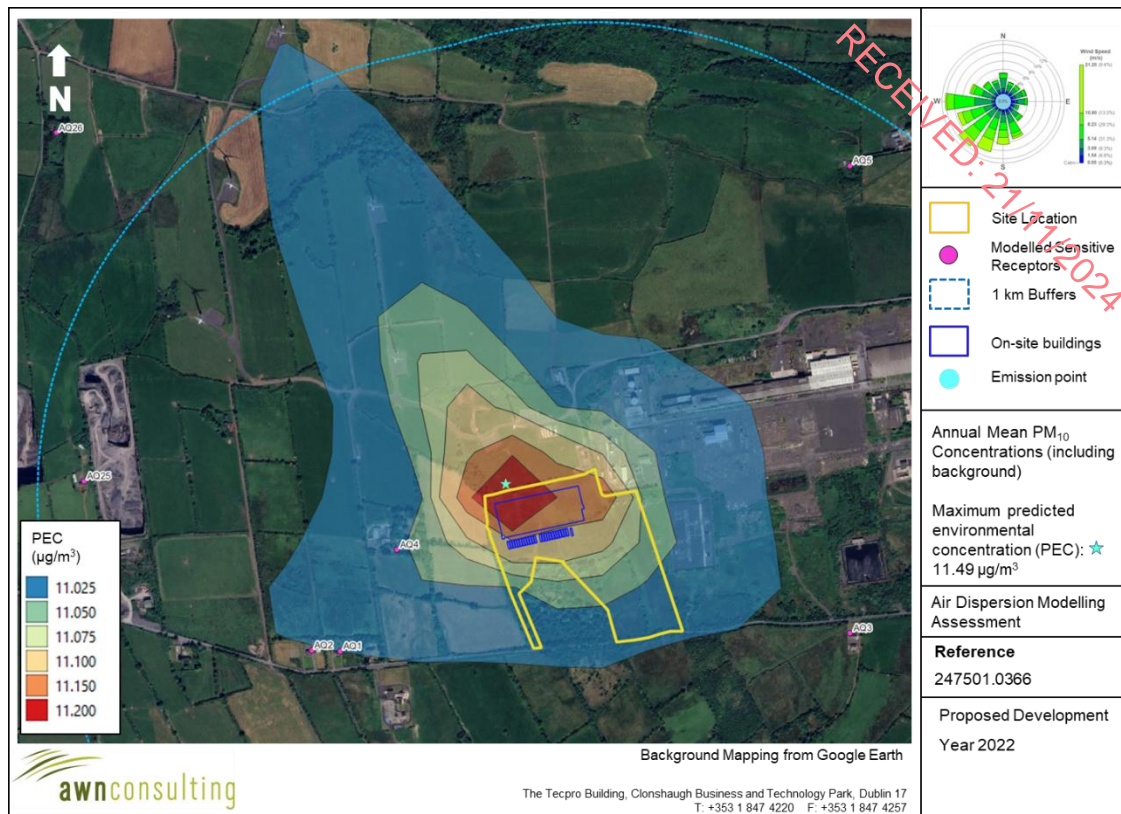 N
AQ26
AQ5
AQ25
AQ4
AQ2
AQ1
AQ3
PEC
(µg/m³)
11.025
11.050
11.075
11.100
11.150
11.200
N
W
E
S
Wind Speed
(m/s)
RECEIVED: 21/11/2024
Site Location
Modelled Sensitive
Receptors
1 km Buffers
On-site buildings
Emission point
Annual Mean PM₁₀
Concentrations (including
background)
Maximum predicted
environmental
concentration (PEC):
11.49 µg/m³
Air Dispersion Modelling
Assessment
Reference
247501.0366
Proposed Development
Year 2022
Background Mapping from Google Earth
awnconsulting
The Tecpro Building, Clonshaugh Business and Technology Park, Dublin 17
T: +353 1 847 4220 F: +353 1 847 4257